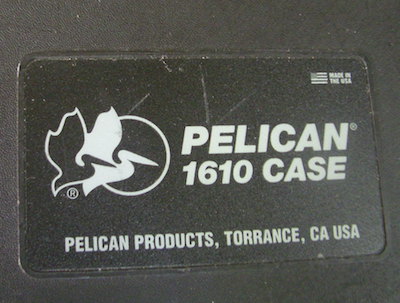 MADE IN
THE USA
PELICAN®
1610 CASE
®
PELICAN PRODUCTS, TORRANCE, CA USA